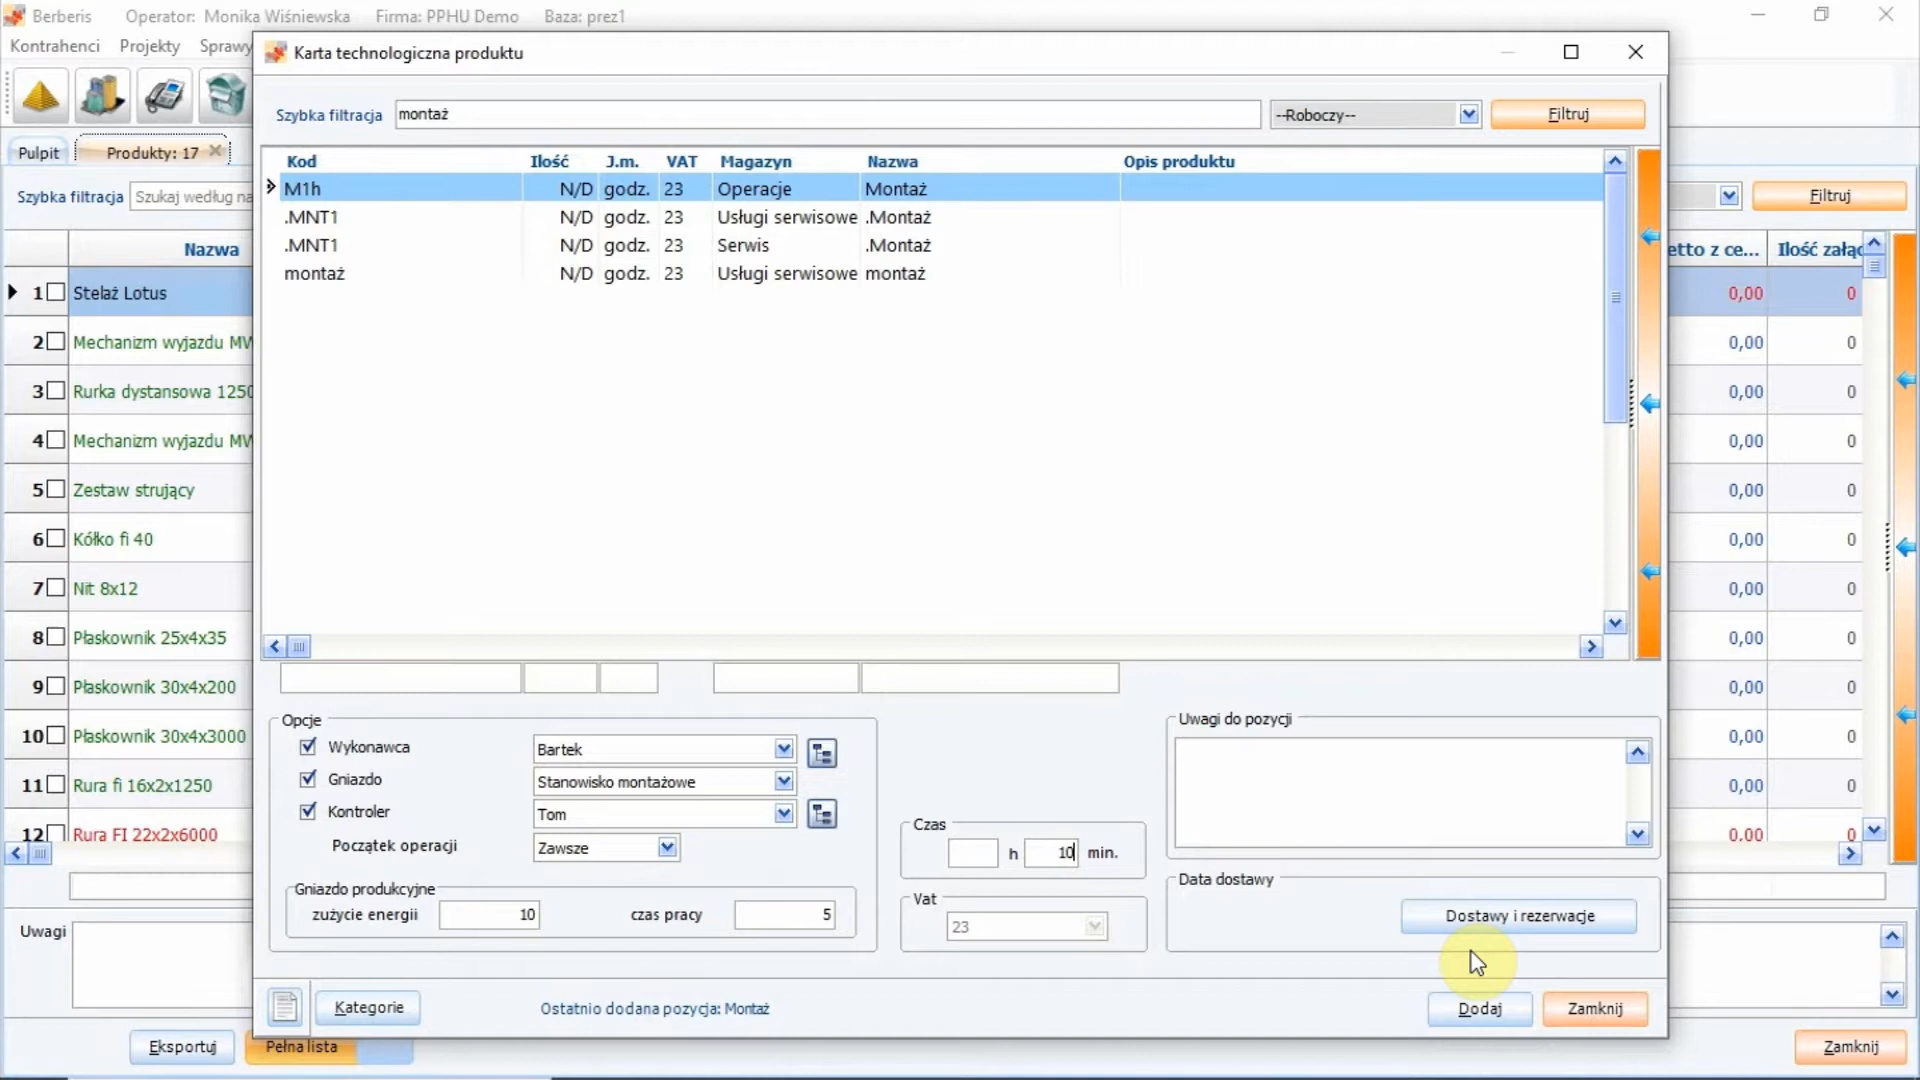 Berberis Operator: Monika Wiśniewska Firma: PPHU Demo Baza: prez1
Kontrahenci Projekty Sprawy
Karta technologiczna produktu
Szybka filtracja montaż --Roboczy-- Filtruj
Pulpit Produkty: 17
Kod Ilość J.m. VAT Magazyn Nazwa Opis produktu
M1h N/D godz. 23 Operacje Montaż
.MNT1 N/D godz. 23 Usługi serwisowe .Montaż
.MNT1 N/D godz. 23 Serwis .Montaż
montaż N/D godz. 23 Usługi serwisowe montaż
Szybka filtracja Szukaj według na Filtruj
Nazwa etto z ce... Ilość załąc
1 Stelaż Lotus 0,00 0
2 Mechanizm wyjazdu MW 0,00 0
3 Rurka dystansowa 1250 0,00 0
4 Mechanizm wyjazdu MW 0,00 0
5 Zestaw strujący 0,00 0
6 Kółko fi 40 0,00 0
7 Nit 8x12 0,00 0
8 Płaskownik 25x4x35 0,00 0
9 Płaskownik 30x4x200 0,00 0
10 Płaskownik 30x4x3000 0,00 0
11 Rura fi 16x2x1250 0,00 0
12 Rura FI 22x2x6000 0,00 0
Opcje
Wykonawca Bartek
Gniazdo Stanowisko montażowe
Kontroler Tom
Początek operacji Zawsze
Gniazdo produkcyjne
zużycie energii 10 czas pracy 5
Czas
h 10 min.
Vat
23
Uwagi do pozycji
Data dostawy
Dostawy i rezerwacje
Kategorie Ostatnio dodana pozycja: Montaż Dodaj Zamknij
Uwagi
Eksportuj Pełna lista Zamknij